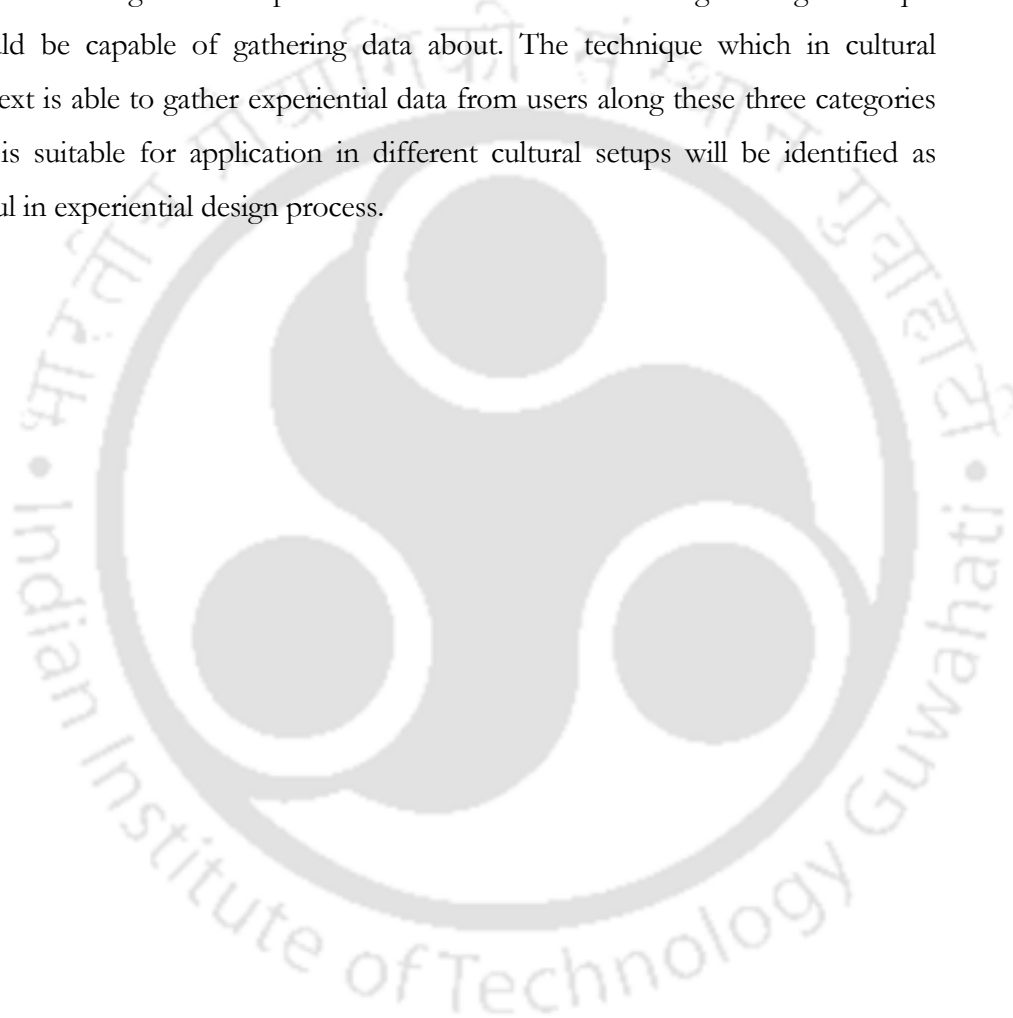 uld be capable of gathering data about. The technique which in cultural
ext is able to gather experiential data from users along these three categories
is suitable for application in different cultural setups will be identified as
ul in experiential design process.
भारतीय प्रौद्योगिकी संस्थान गुवाहाटी
• Indian Institute of Technology Guwahati •